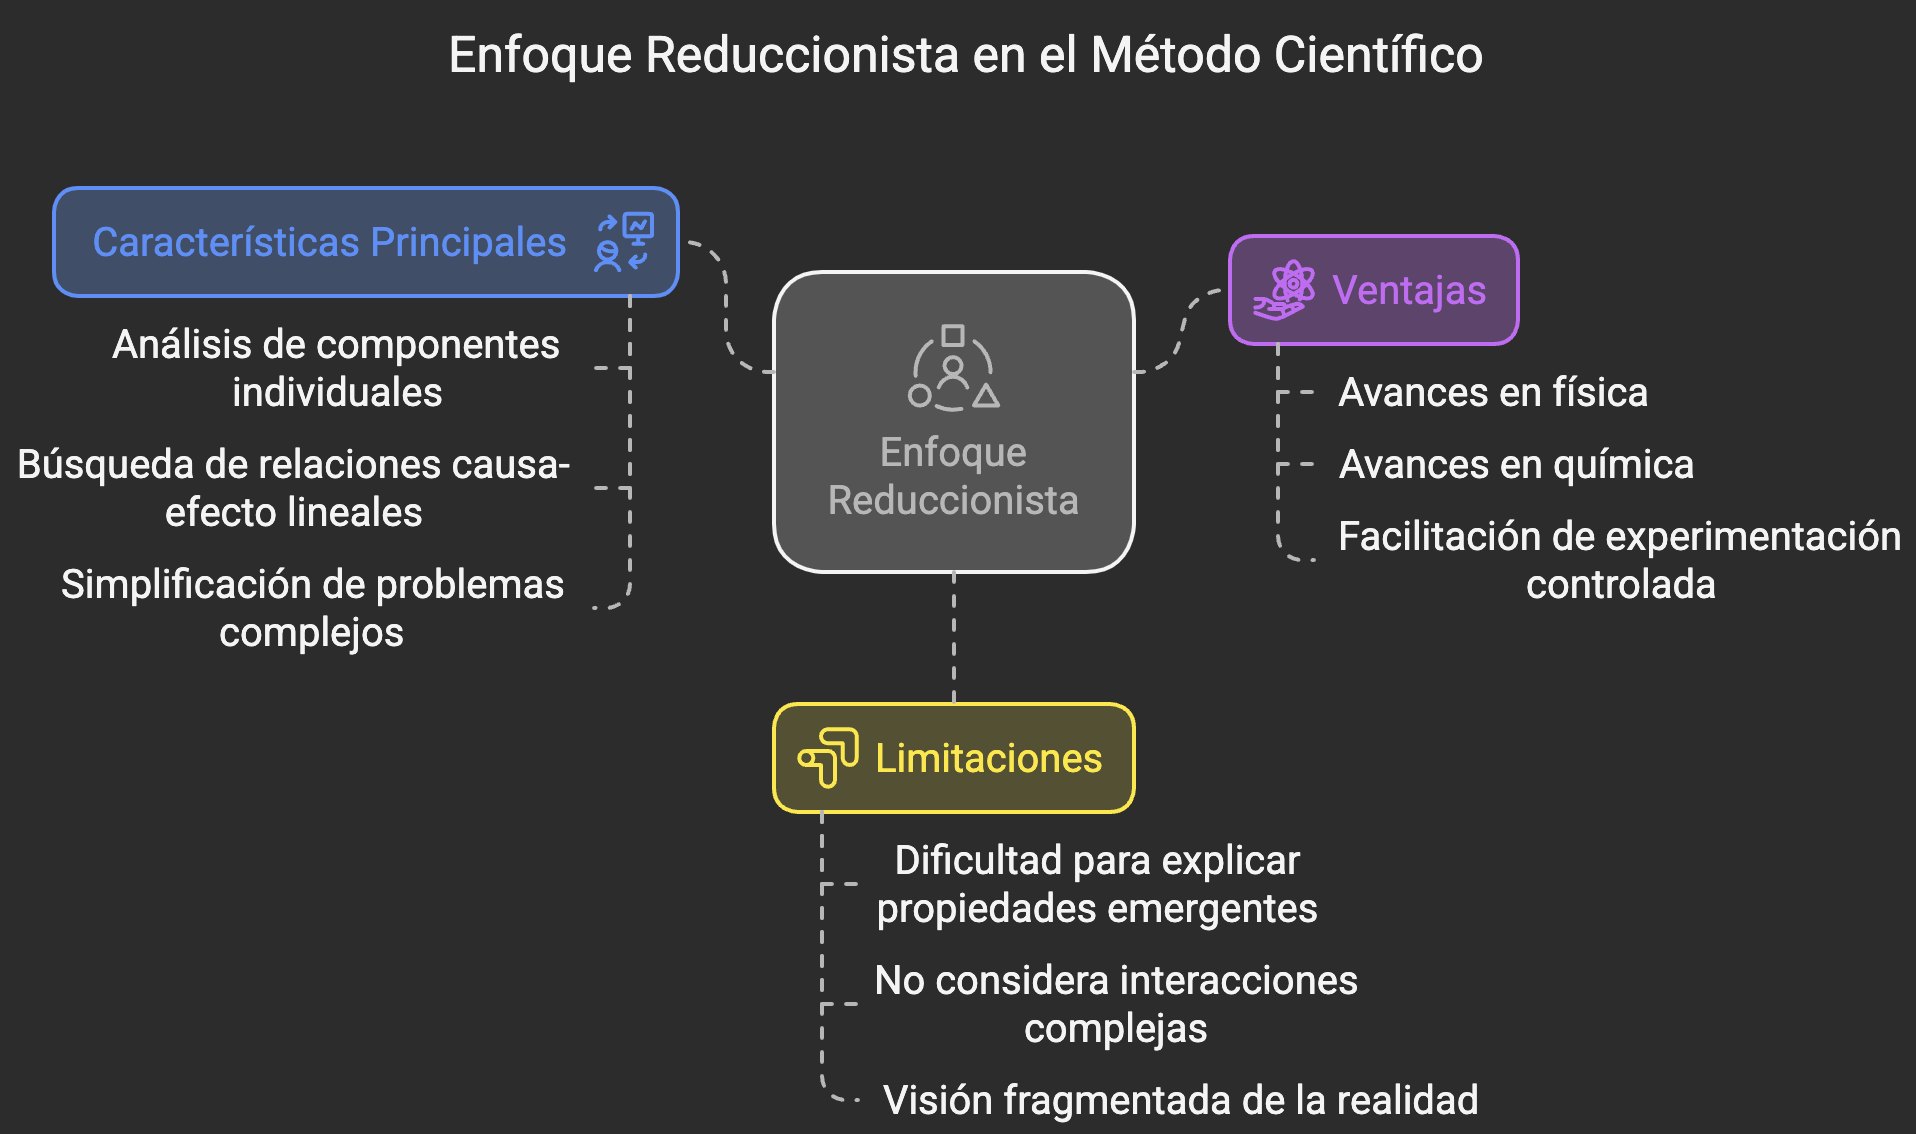 Enfoque Reduccionista en el Método Científico
Características Principales
Análisis de componentes
individuales
Búsqueda de relaciones causa-
efecto lineales
Simplificación de problemas
complejos
Enfoque
Reduccionista
Ventajas
Avances en física
Avances en química
Facilitación de experimentación
controlada
Limitaciones
Dificultad para explicar
propiedades emergentes
No considera interacciones
complejas
Visión fragmentada de la realidad